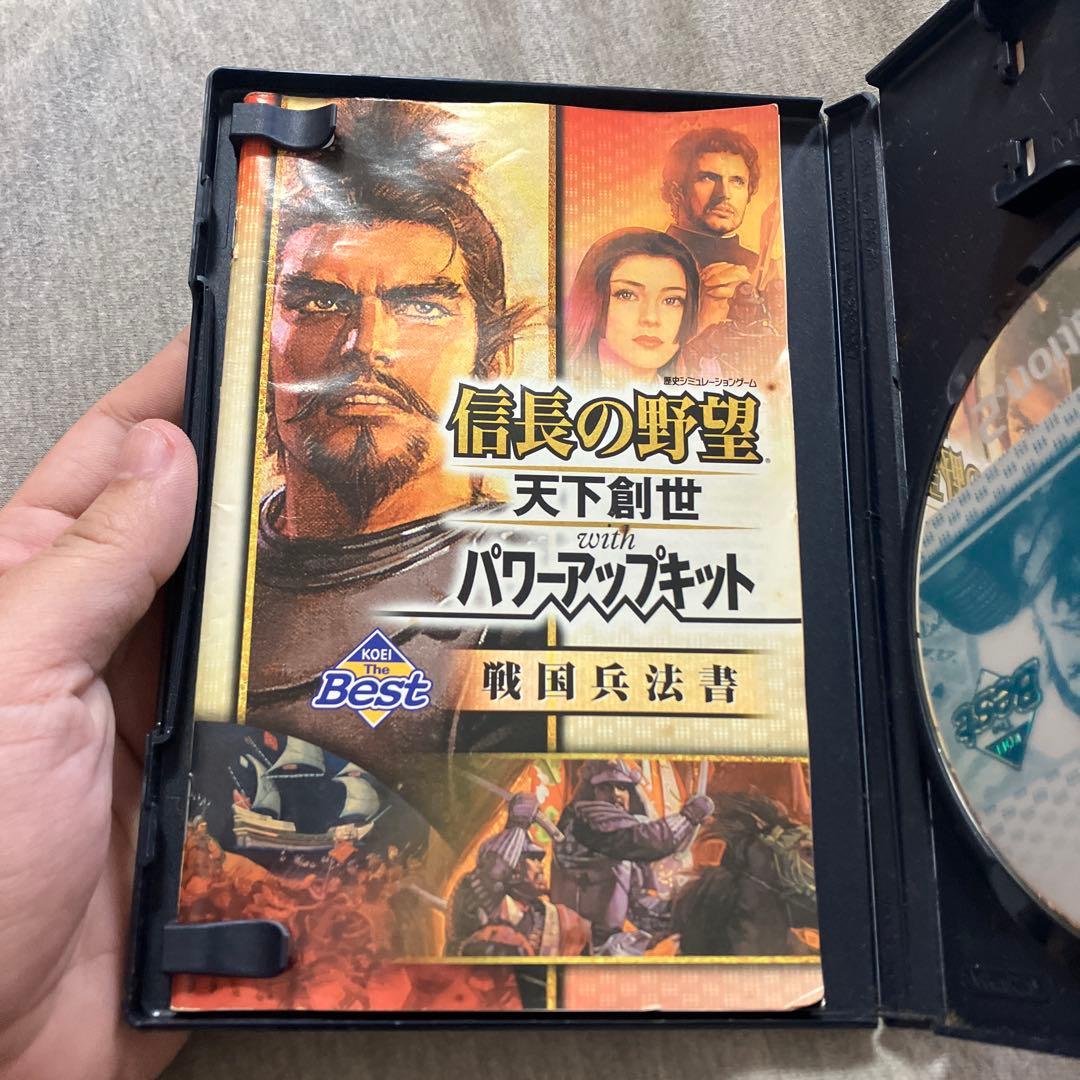 歴史シミュレーションゲーム
信長の野望®
天下創世
with
パワーアップキット
KOEI
The
Best
戦国兵法書